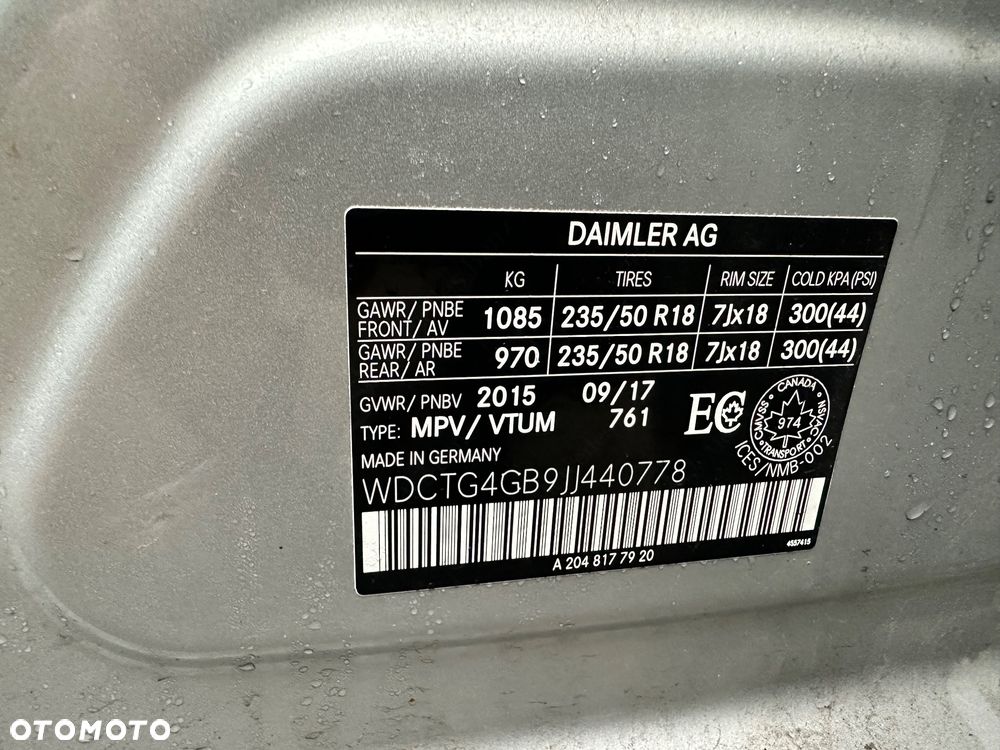 DAIMLER AG
KG TIRES RIM SIZE COLD KPA (PSI)
GAWR/ PNBE
FRONT/ AV 1085 235/50 R18 7Jx18 300(44)
GAWR/ PNBE
REAR/ AR 970 235/50 R18 7Jx18 300(44)
GVWR/ PNBV 2015 09/17
TYPE: MPV/ VTUM 761
EC
CANADA
974
TRANSPORT
CMVSS
NSVAC
ICES/NMB-002
MADE IN GERMANY
WDCTG4GB9JJ440778
4557415
A 204 817 79 20
OTOMOTO